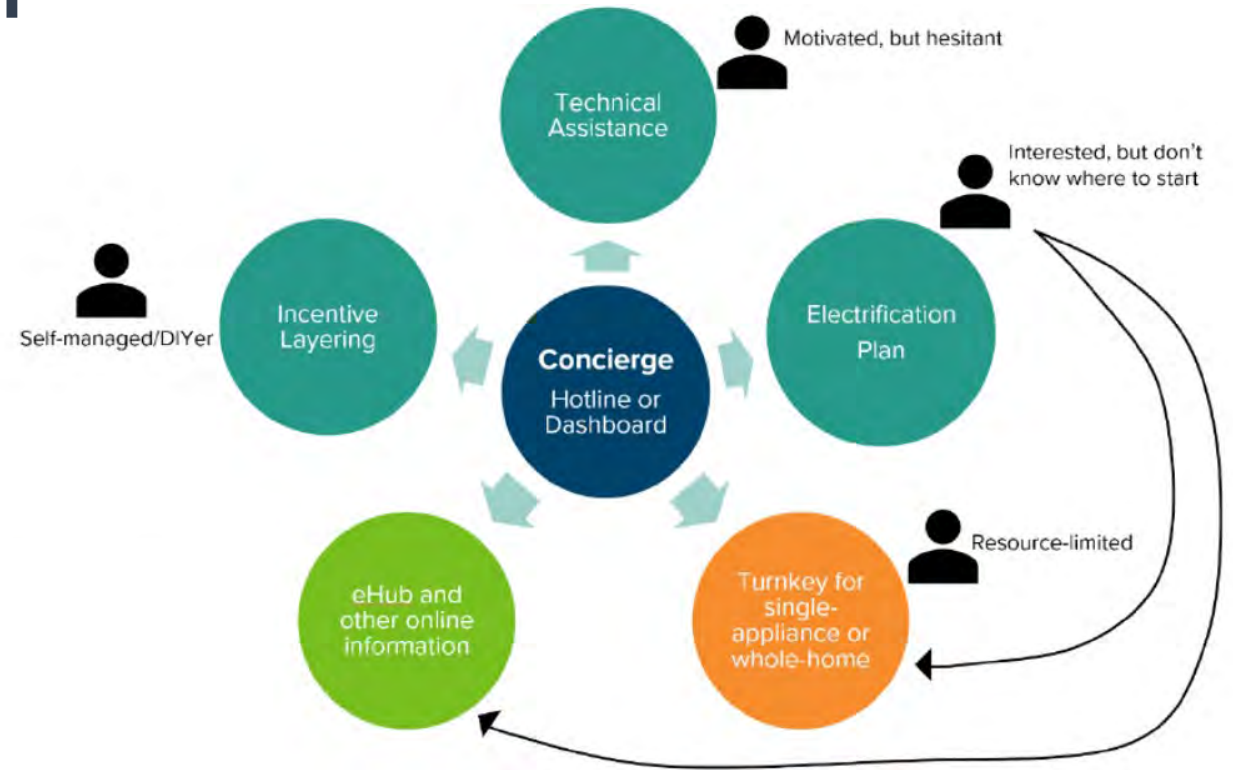 Technical
Assistance
Motivated, but hesitant
Interested, but don't
know where to start
Incentive
Layering
Self-managed/DIYer
Concierge
Hotline or
Dashboard
Electrification
Plan
Resource-limited
eHub and
other online
information
Turnkey for
single-
appliance or
whole-home